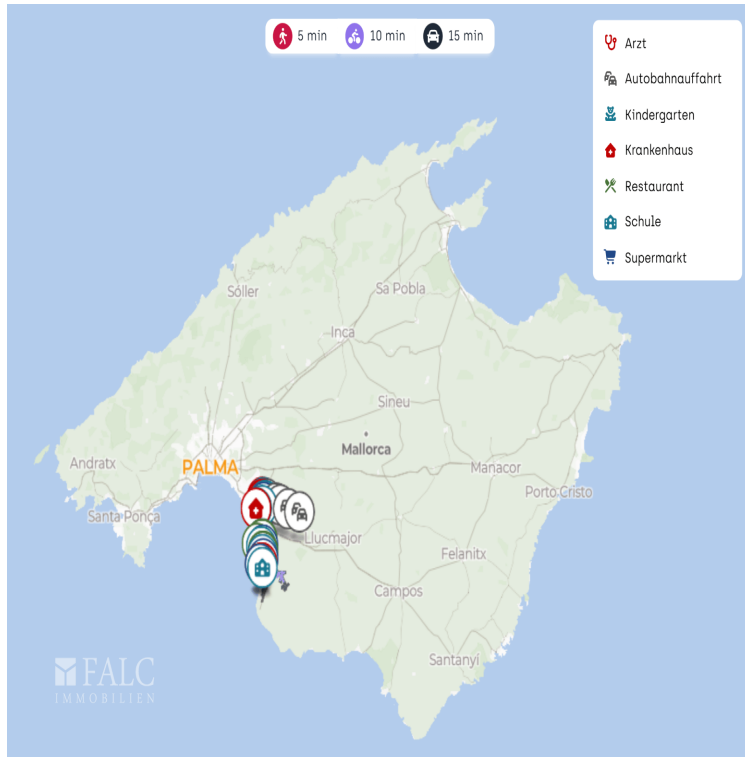 5 min
10 min
15 min
Arzt
Autobahnauffahrt
Kindergarten
Krankenhaus
Restaurant
Schule
Supermarkt
Sóller
Sa Pobla
Inca
Sineu
Mallorca
Andratx
PALMA
Manacor
Porto Cristo
Santa Ponça
Llucmajor
Felanitx
Campos
Santanyí
FALC
IMMOBILIEN